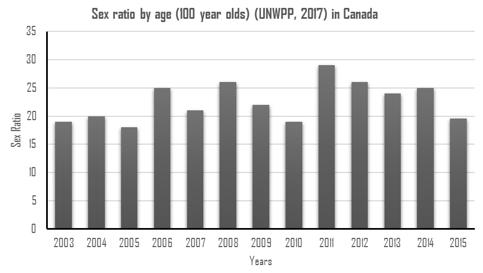 Sex ratio by age (100 year olds) (UNWPP, 2017) in Canada
35
30
25
20
15
10
5
0
Sex Ratio
2003 2004 2005 2006 2007 2008 2009 2010 2011 2012 2013 2014 2015
Years